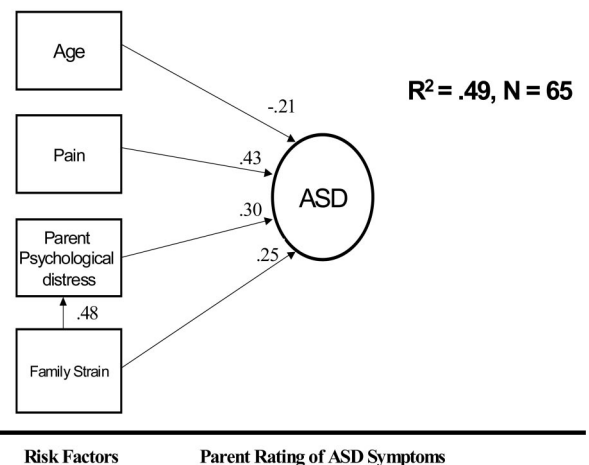 Age
-.21
R² = .49, N = 65
Pain
.43
ASD
.30
Parent
Psychological
distress
.25
.48
Family Strain
Risk Factors Parent Rating of ASD Symptoms